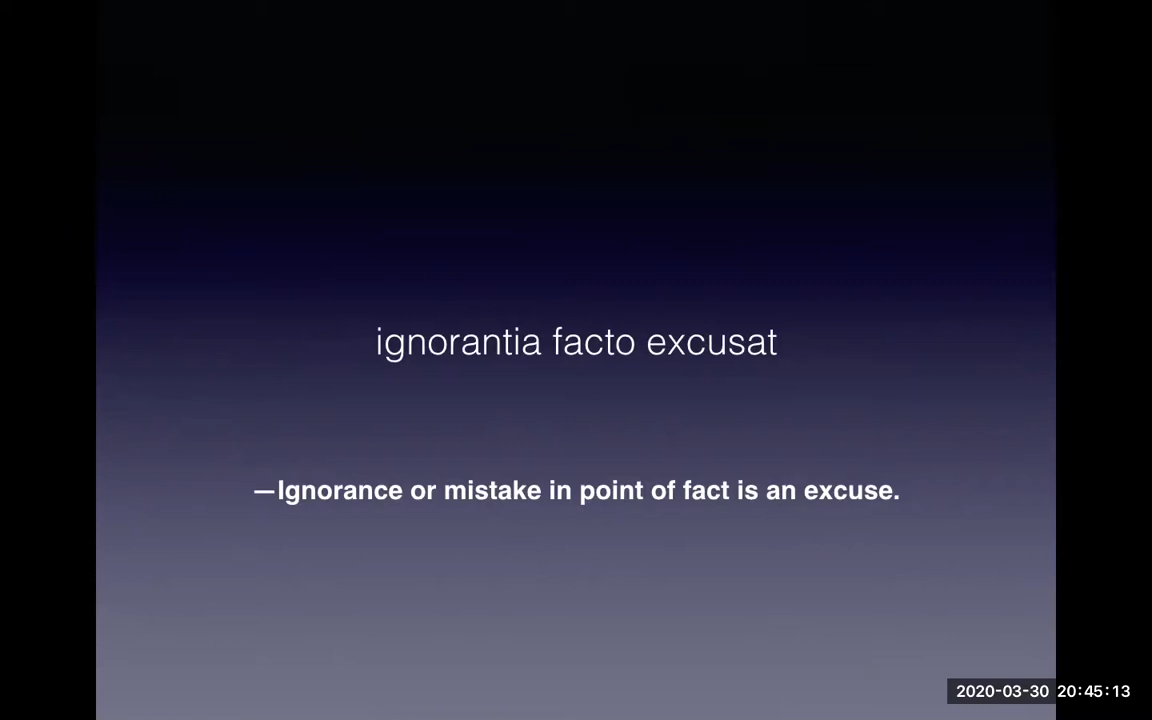 ignorantia facto excusat
—Ignorance or mistake in point of fact is an excuse.
2020-03-30 20:45:13